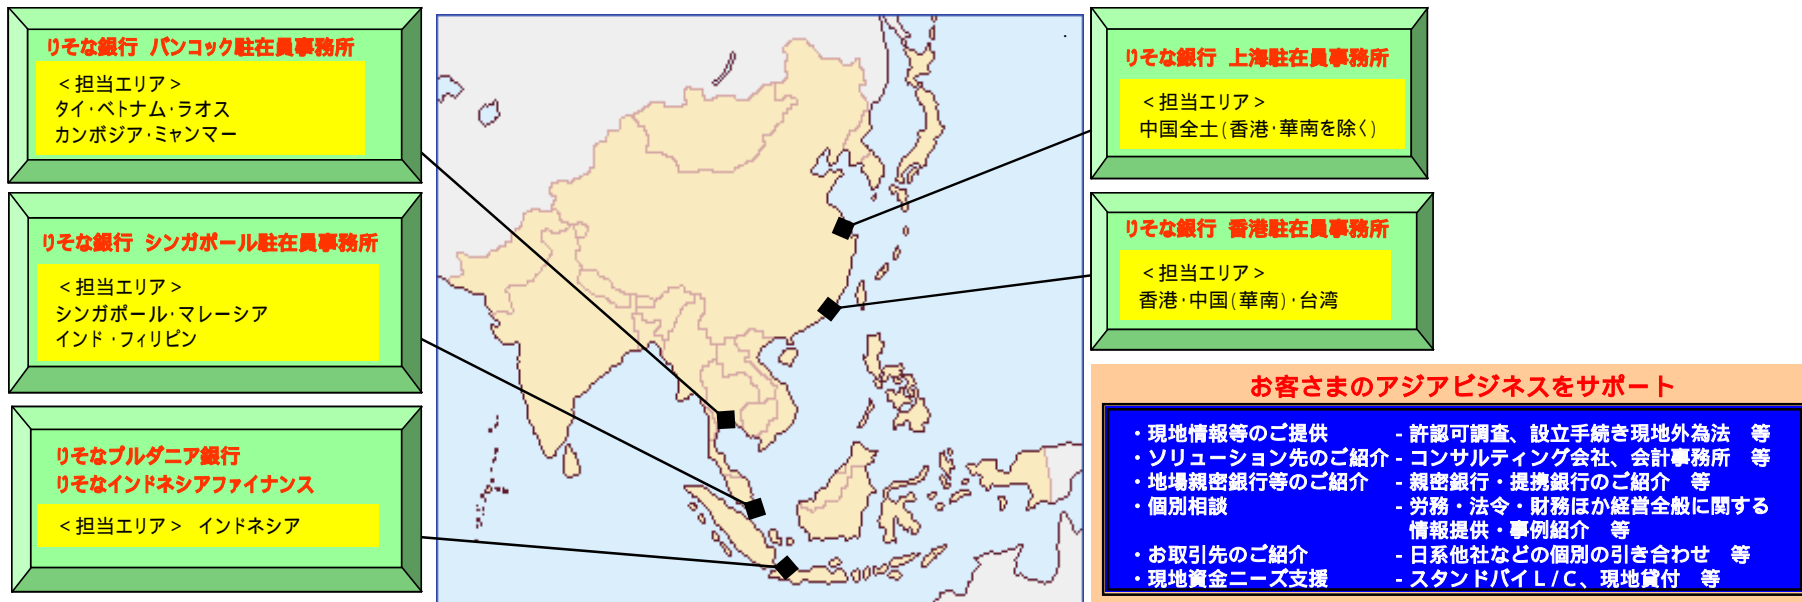 りそな銀行 バンコック駐在員事務所
＜担当エリア＞
タイ･ベトナム･ラオス
カンボジア･ミャンマー
りそな銀行 シンガポール駐在員事務所
＜担当エリア＞
シンガポール･マレーシア
インド･フィリピン
りそなプルダニア銀行
りそなインドネシアファイナンス
＜担当エリア＞ インドネシア
りそな銀行 上海駐在員事務所
＜担当エリア＞
中国全土(香港･華南を除く)
りそな銀行 香港駐在員事務所
＜担当エリア＞
香港･中国(華南)･台湾
お客さまのアジアビジネスをサポート
・現地情報等のご提供 - 許認可調査、設立手続き現地外為法 等
・ソリューション先のご紹介 - コンサルティング会社、会計事務所 等
・地場親密銀行等のご紹介 - 親密銀行・提携銀行のご紹介 等
・個別相談 - 労務・法令・財務ほか経営全般に関する
情報提供・事例紹介 等
・お取引先のご紹介 - 日系他社などの個別の引き合わせ 等
・現地資金ニーズ支援 - スタンドバイL/C、現地貸付 等